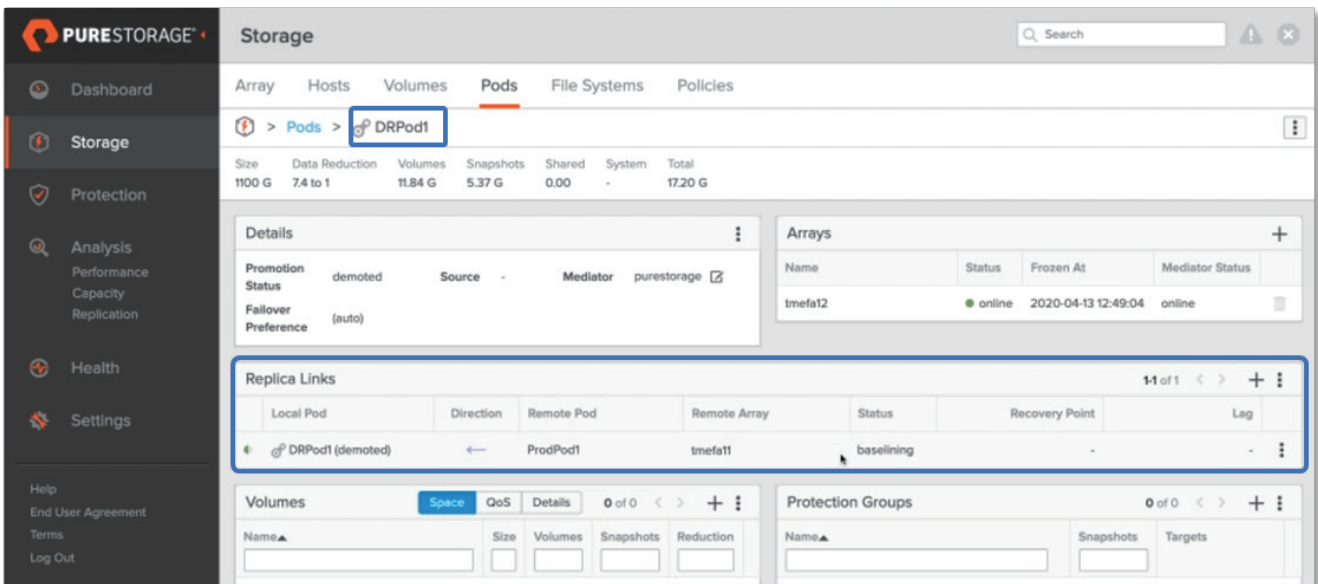 PURESTORAGE®
Storage
Search
Dashboard
Storage
Protection
Analysis
Performance
Capacity
Replication
Health
Settings
Help
End User Agreement
Terms
Log Out
Array Hosts Volumes Pods File Systems Policies
> Pods > DRPod1
Size Data Reduction Volumes Snapshots Shared System Total
1100 G 7.4 to 1 11.84 G 5.37 G 0.00 - 17.20 G
Details
Promotion Status demoted Source - Mediator purestorage
Failover Preference (auto)
Arrays
Name Status Frozen At Mediator Status
tmefa12 online 2020-04-13 12:49:04 online
Replica Links 1-1 of 1 < >
Local Pod Direction Remote Pod Remote Array Status Recovery Point Lag
DRPod1 (demoted) ← ProdPod1 tmefa11 baselining - -
Volumes Space QoS Details 0 of 0 < >
Name▲ Size Volumes Snapshots Reduction
Protection Groups 0 of 0 < >
Name▲ Snapshots Targets